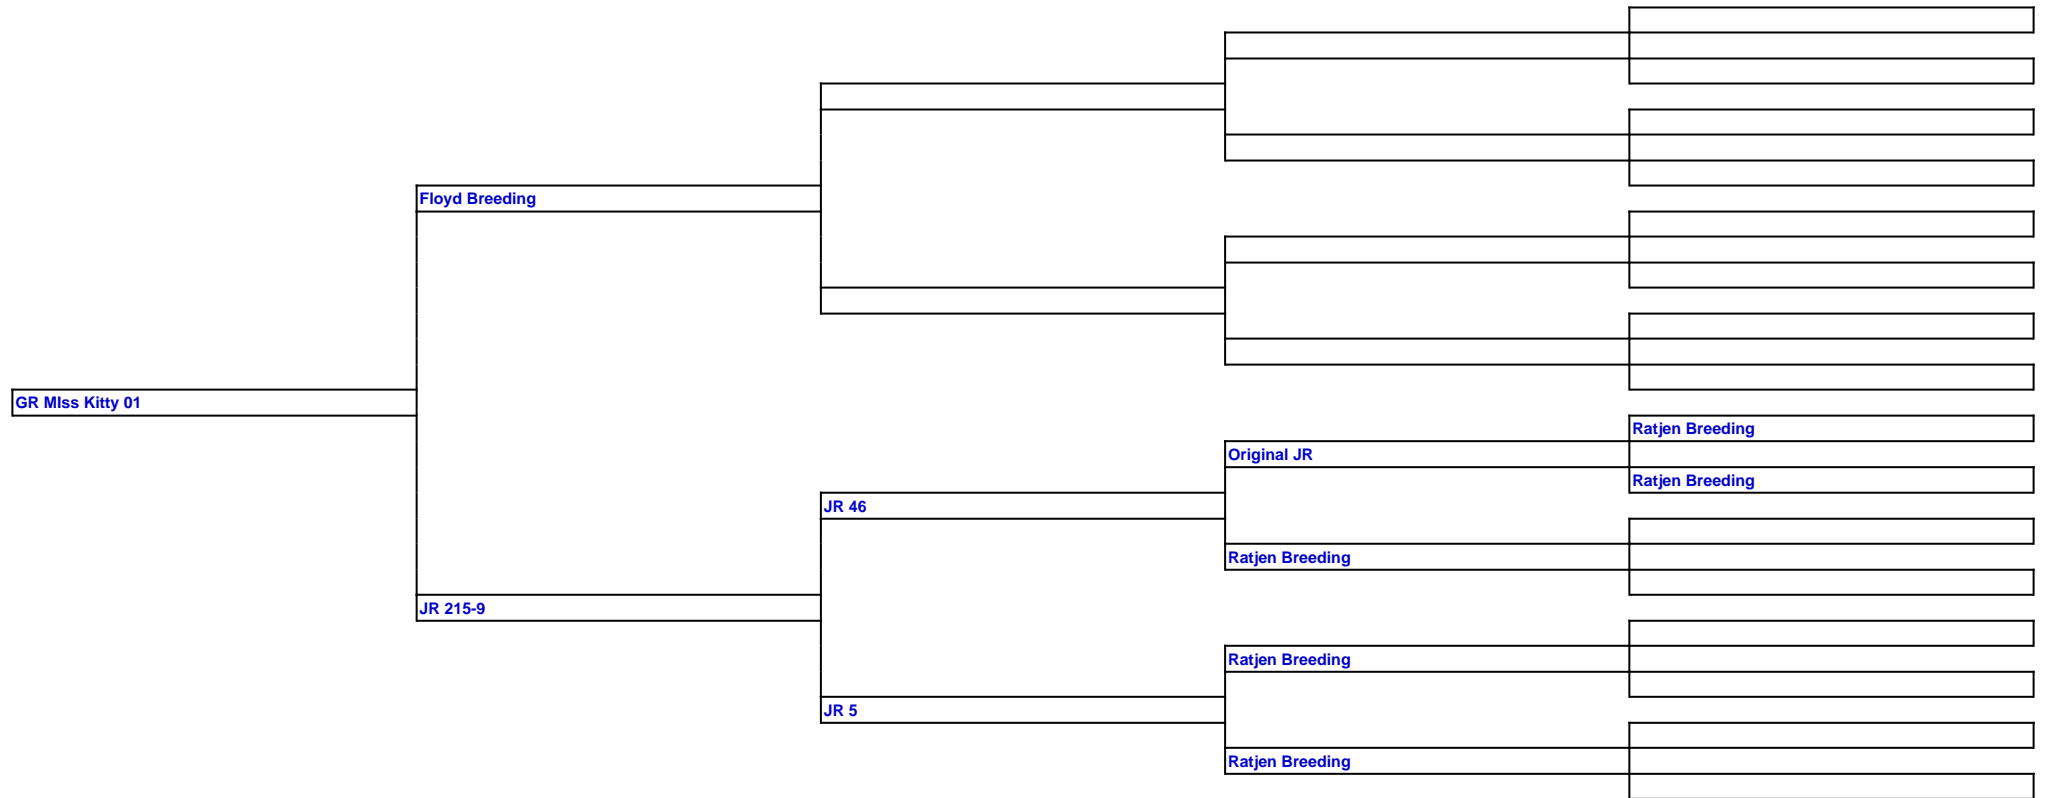 Floyd Breeding
GR MIss Kitty 01
Ratjen Breeding
Original JR
Ratjen Breeding
JR 46
Ratjen Breeding
JR 215-9
Ratjen Breeding
JR 5
Ratjen Breeding